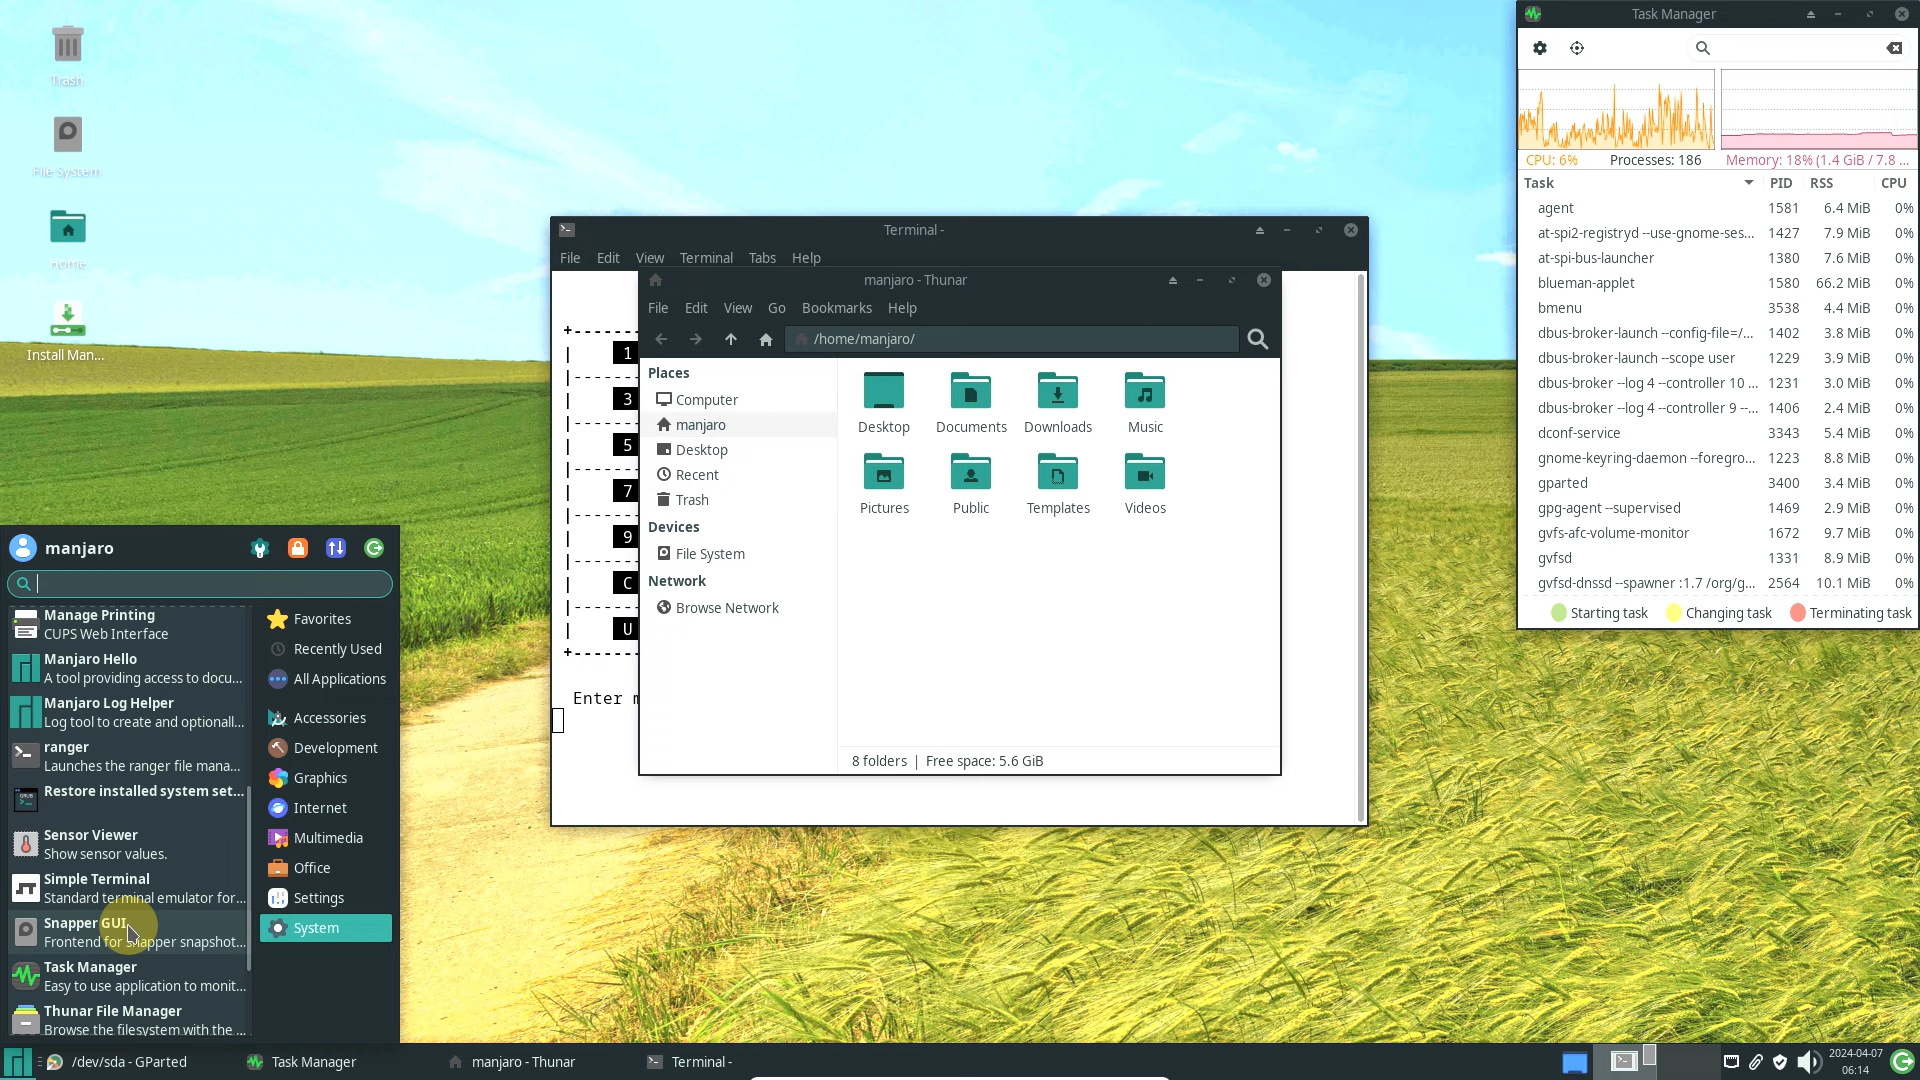 Trash
File System
Home
Install Man...
Task Manager
CPU: 6%
Processes: 186
Memory: 18% (1.4 GiB / 7.8 ...
Task PID RSS CPU
agent 1581 6.4 MiB 0%
at-spi2-registryd --use-gnome-ses... 1427 7.9 MiB 0%
at-spi-bus-launcher 1380 7.6 MiB 0%
blueman-applet 1580 66.2 MiB 0%
bmenu 3538 4.4 MiB 0%
dbus-broker-launch --config-file=/... 1402 3.8 MiB 0%
dbus-broker-launch --scope user 1229 3.9 MiB 0%
dbus-broker --log 4 --controller 10 ... 1231 3.0 MiB 0%
dbus-broker --log 4 --controller 9 --... 1406 2.4 MiB 0%
dconf-service 3343 5.4 MiB 0%
gnome-keyring-daemon --foregro... 1223 8.8 MiB 0%
gparted 3400 3.4 MiB 0%
gpg-agent --supervised 1469 2.9 MiB 0%
gvfs-afc-volume-monitor 1672 9.7 MiB 0%
gvfsd 1331 8.9 MiB 0%
gvfsd-dnssd --spawner :1.7 /org/g... 2564 10.1 MiB 0%
Starting task Changing task Terminating task
Terminal -
File Edit View Terminal Tabs Help
1
3
5
7
9
C
U
Enter
manjaro - Thunar
File Edit View Go Bookmarks Help
/home/manjaro/
Places
Computer
manjaro
Desktop
Recent
Trash
Devices
File System
Network
Browse Network
Desktop Documents Downloads Music
Pictures Public Templates Videos
8 folders | Free space: 5.6 GiB
manjaro
Manage Printing
CUPS Web Interface
Manjaro Hello
A tool providing access to docu...
Manjaro Log Helper
Log tool to create and optionall...
ranger
Launches the ranger file mana...
Restore installed system set...
Sensor Viewer
Show sensor values.
Simple Terminal
Standard terminal emulator for...
Snapper GUI
Frontend for snapper snapshot...
Task Manager
Easy to use application to monit...
Thunar File Manager
Browse the filesystem with the ...
Favorites
Recently Used
All Applications
Accessories
Development
Graphics
Internet
Multimedia
Office
Settings
System
/dev/sda - GParted
Task Manager
manjaro - Thunar
Terminal -
2024-04-07
06:14